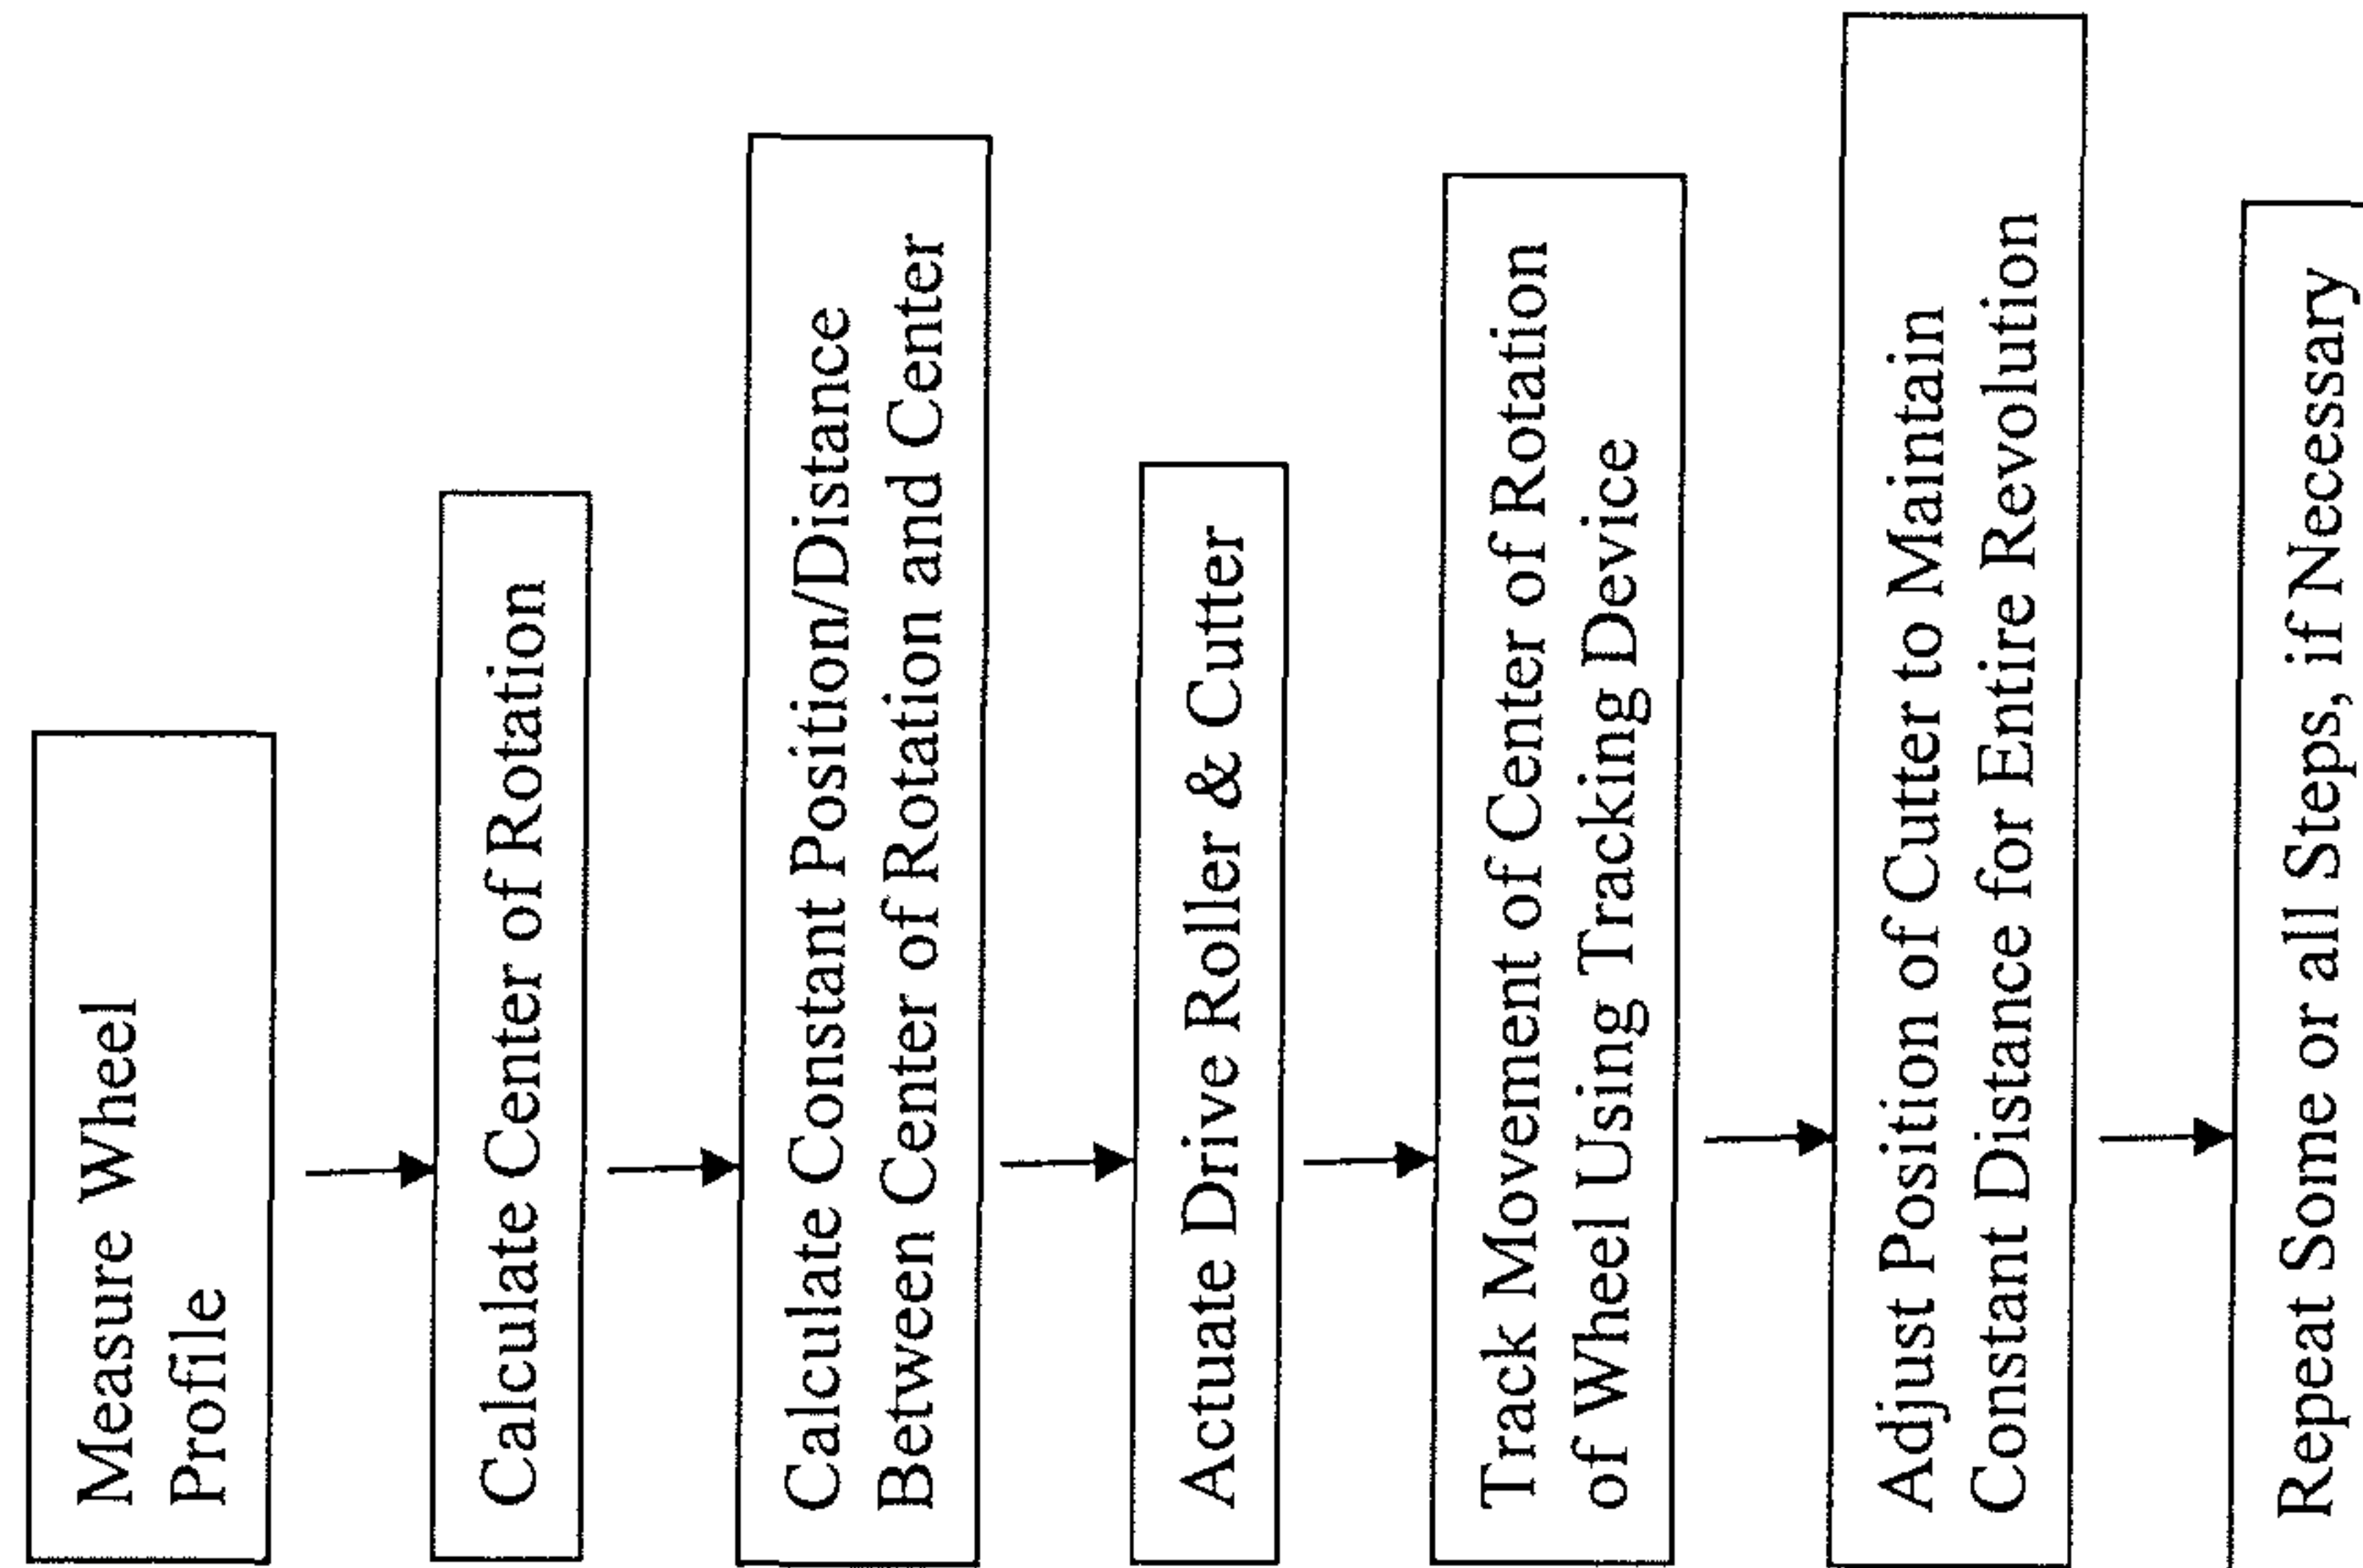 Measure Wheel
Profile
Calculate Center of Rotation
Calculate Constant Position/Distance
Between Center of Rotation and Center
Actuate Drive Roller & Cutter
Track Movement of Center of Rotation
of Wheel Using Tracking Device
Adjust Position of Cutter to Maintain
Constant Distance for Entire Revolution
Repeat Some or all Steps, if Necessary